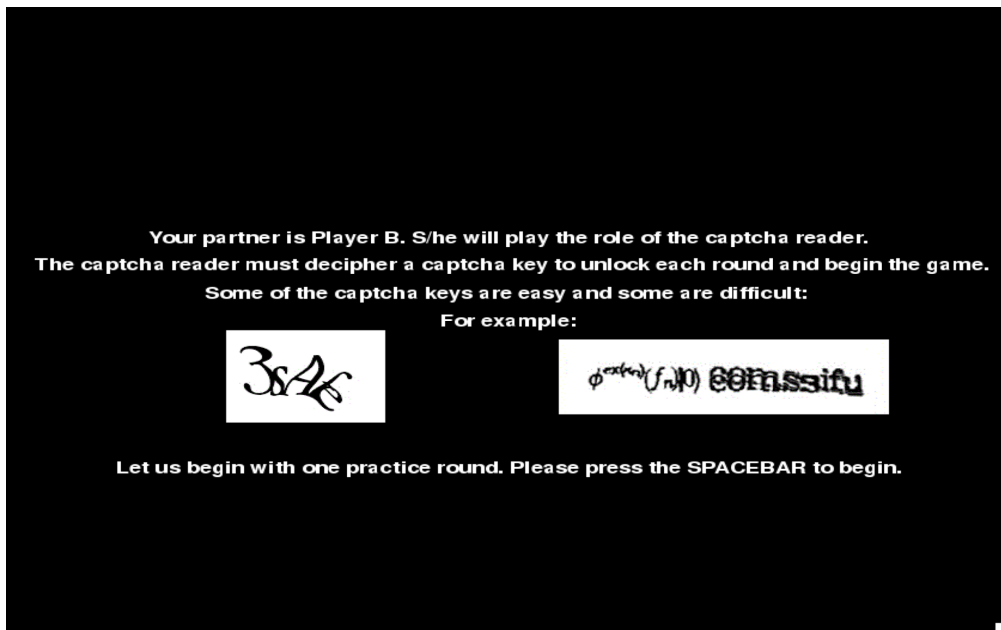 Your partner is Player B. S/he will play the role of the captcha reader.
The captcha reader must decipher a captcha key to unlock each round and begin the game.
Some of the captcha keys are easy and some are difficult:
For example:
Let us begin with one practice round. Please press the SPACEBAR to begin.